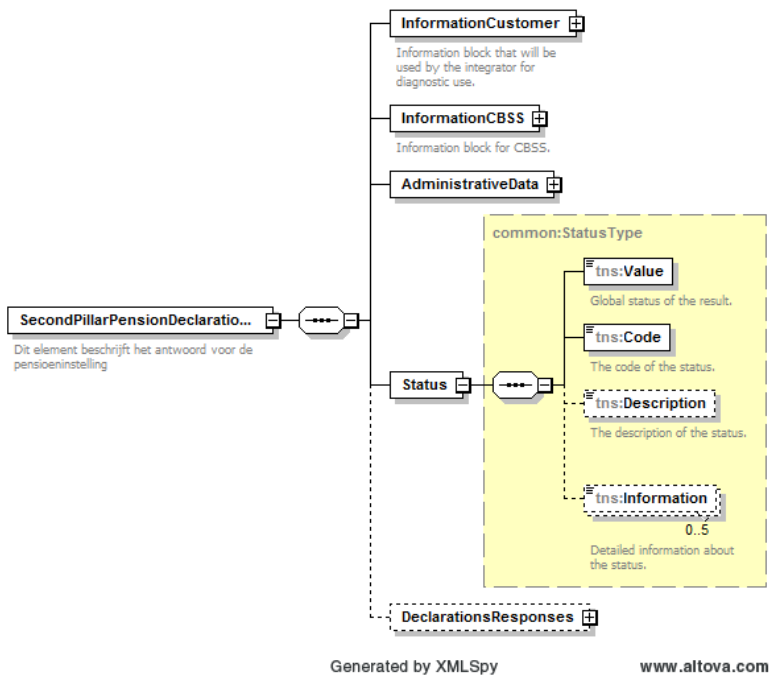 InformationCustomer
Information block that will be
used by the integrator for
diagnostic use.
InformationCBSS
Information block for CBSS.
AdministrativeData
common:StatusType
tns:Value
Global status of the result.
SecondPillarPensionDeclaratio...
Dit element beschrijft het antwoord voor de
pensioeninstelling
tns:Code
The code of the status.
Status
tns:Description
The description of the status.
tns:Information
0..5
Detailed information about
the status.
DeclarationsResponses
Generated by XMLSpy
www.altova.com